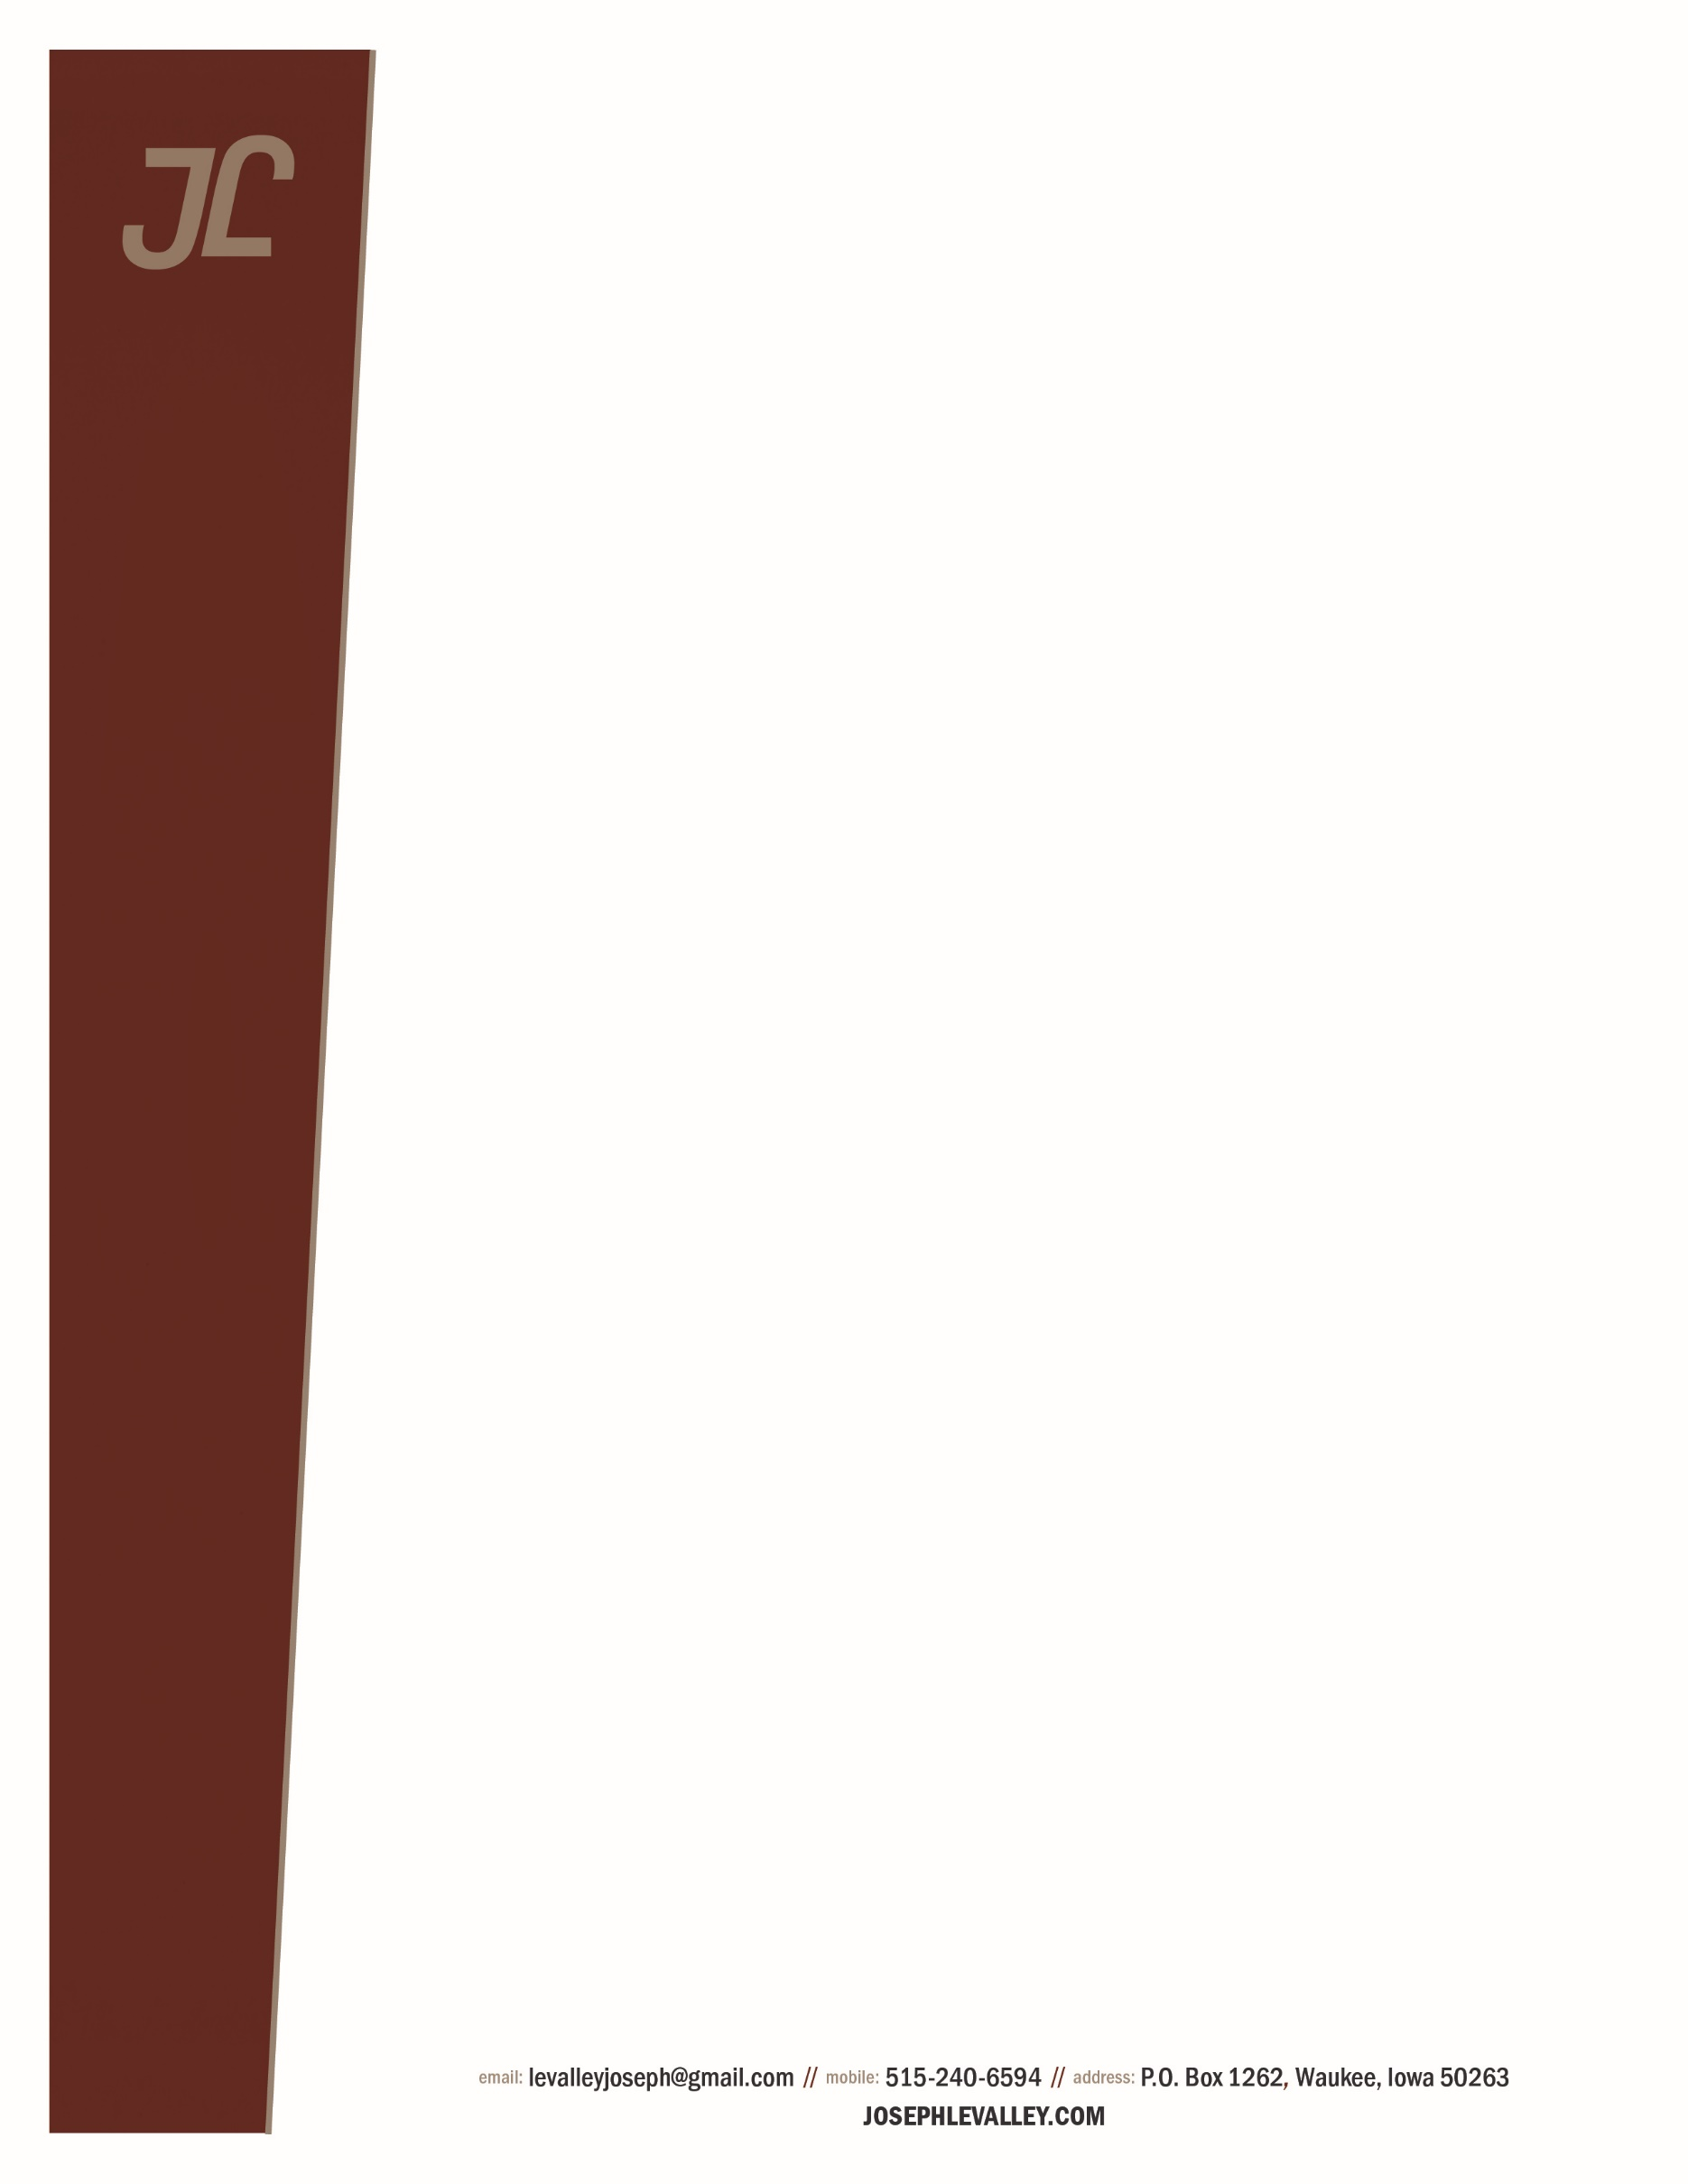 JL
email: levalleyjoseph@gmail.com // mobile: 515-240-6594 // address: P.O. Box 1262, Waukee, Iowa 50263
JOSEPHLEVALLEY.COM